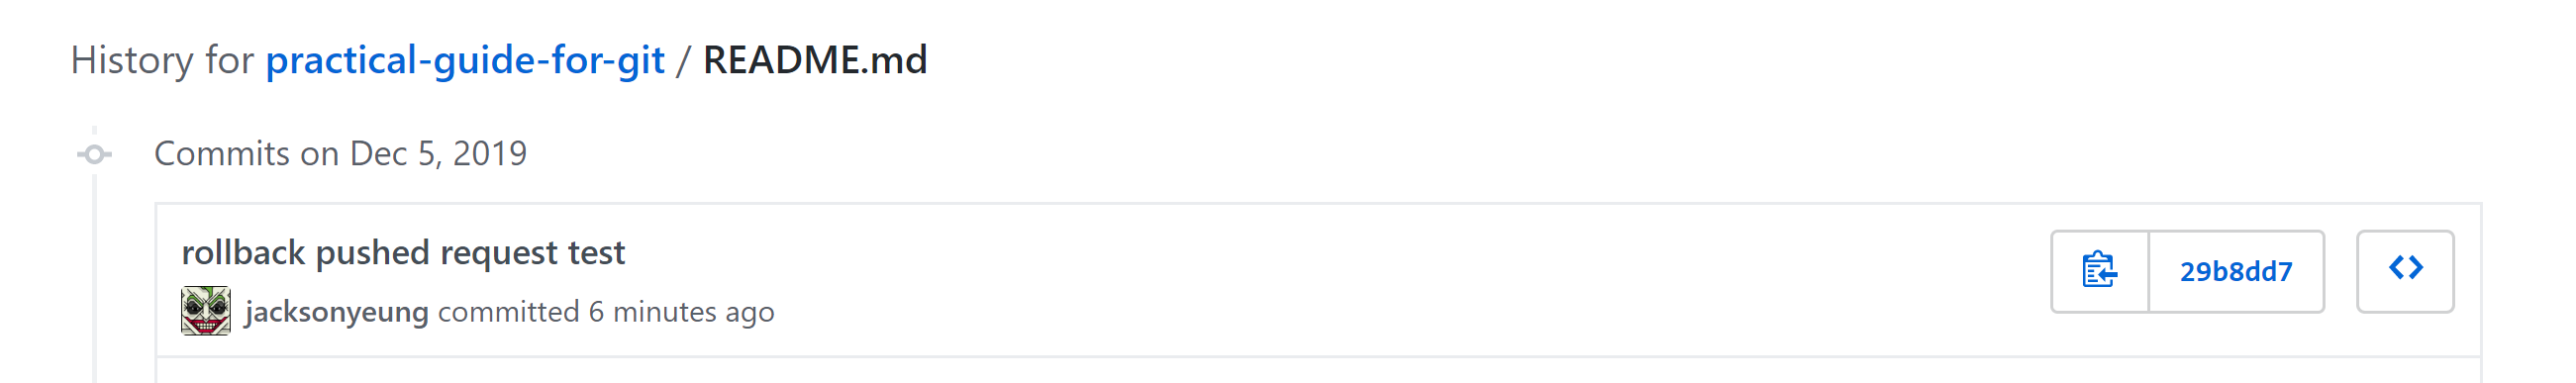 History for practical-guide-for-git / README.md
Commits on Dec 5, 2019
rollback pushed request test
29b8dd7
jacksonyeung committed 6 minutes ago